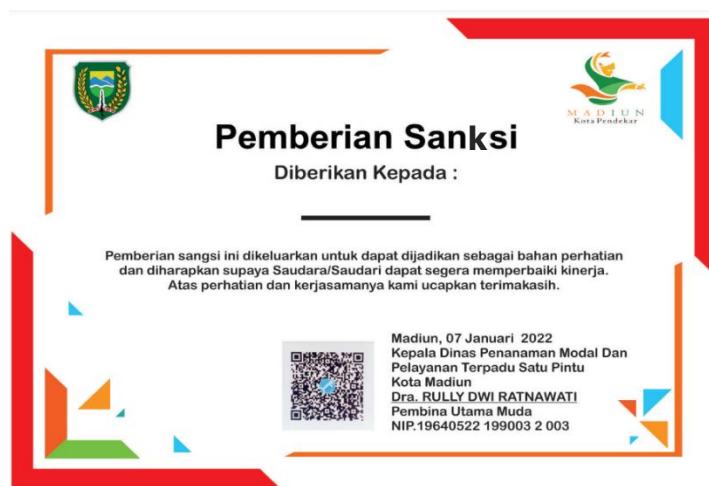 MADIUN
Kota Pendekar
Pemberian Sanksi
Diberikan Kepada :
Pemberian sangsi ini dikeluarkan untuk dapat dijadikan sebagai bahan perhatian
dan diharapkan supaya Saudara/Saudari dapat segera memperbaiki kinerja.
Atas perhatian dan kerjasamanya kami ucapkan terimakasih.
Madiun, 07 Januari 2022
Kepala Dinas Penanaman Modal Dan
Pelayanan Terpadu Satu Pintu
Kota Madiun
Dra. RULLY DWI RATNAWATI
Pembina Utama Muda
NIP.19640522 199003 2 003